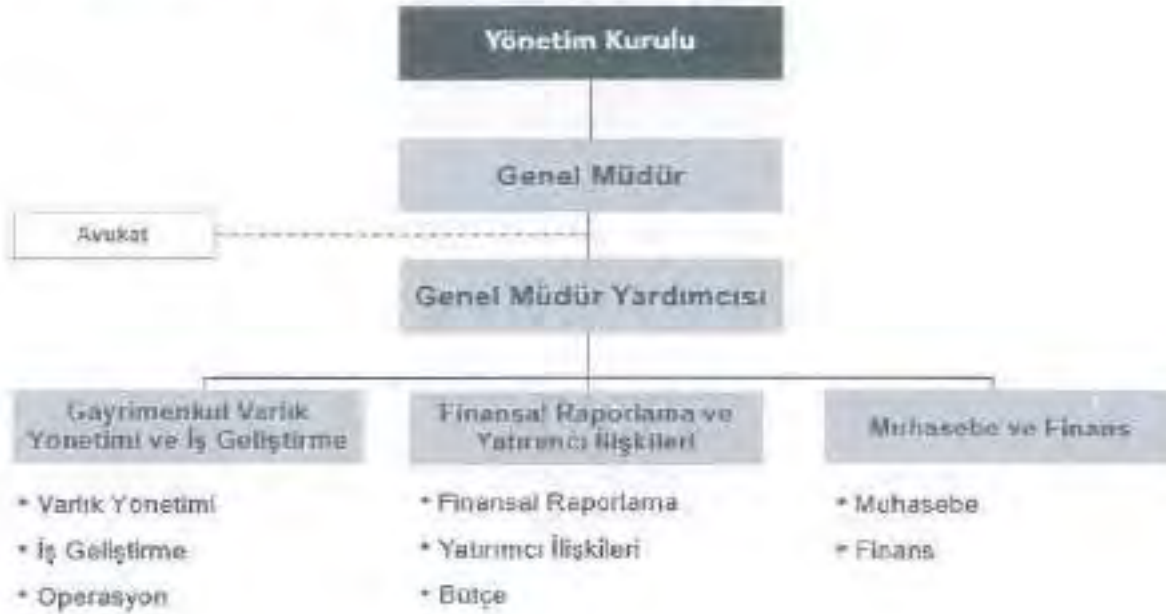 Yönetim Kurulu
Genel Müdür
Avukat
Genel Müdür Yardımcısı
Gayrimenkul Varlık
Yönetimi ve İş Geliştirme
Finansal Raporlama ve
Yatırımcı İlişkileri
Muhasebe ve Finans
* Varlık Yönetimi
* İş Geliştirme
* Operasyon
* Finansal Raporlama
* Yatırımcı İlişkileri
* Bütçe
* Muhasebe
* Finans